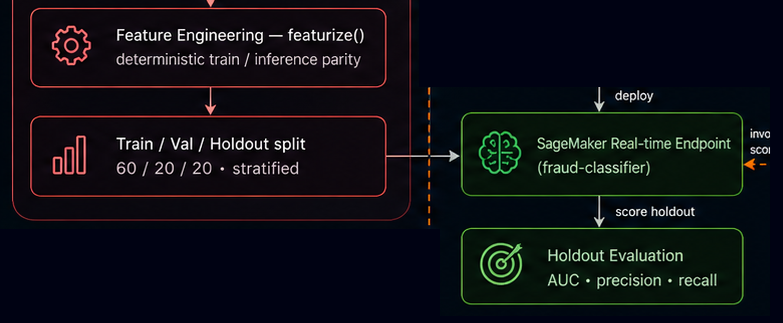 Feature Engineering — featurize()
deterministic train / inference parity
Train / Val / Holdout split
60 / 20 / 20 • stratified
deploy
SageMaker Real-time Endpoint
(fraud-classifier)
score holdout
Holdout Evaluation
AUC • precision • recall